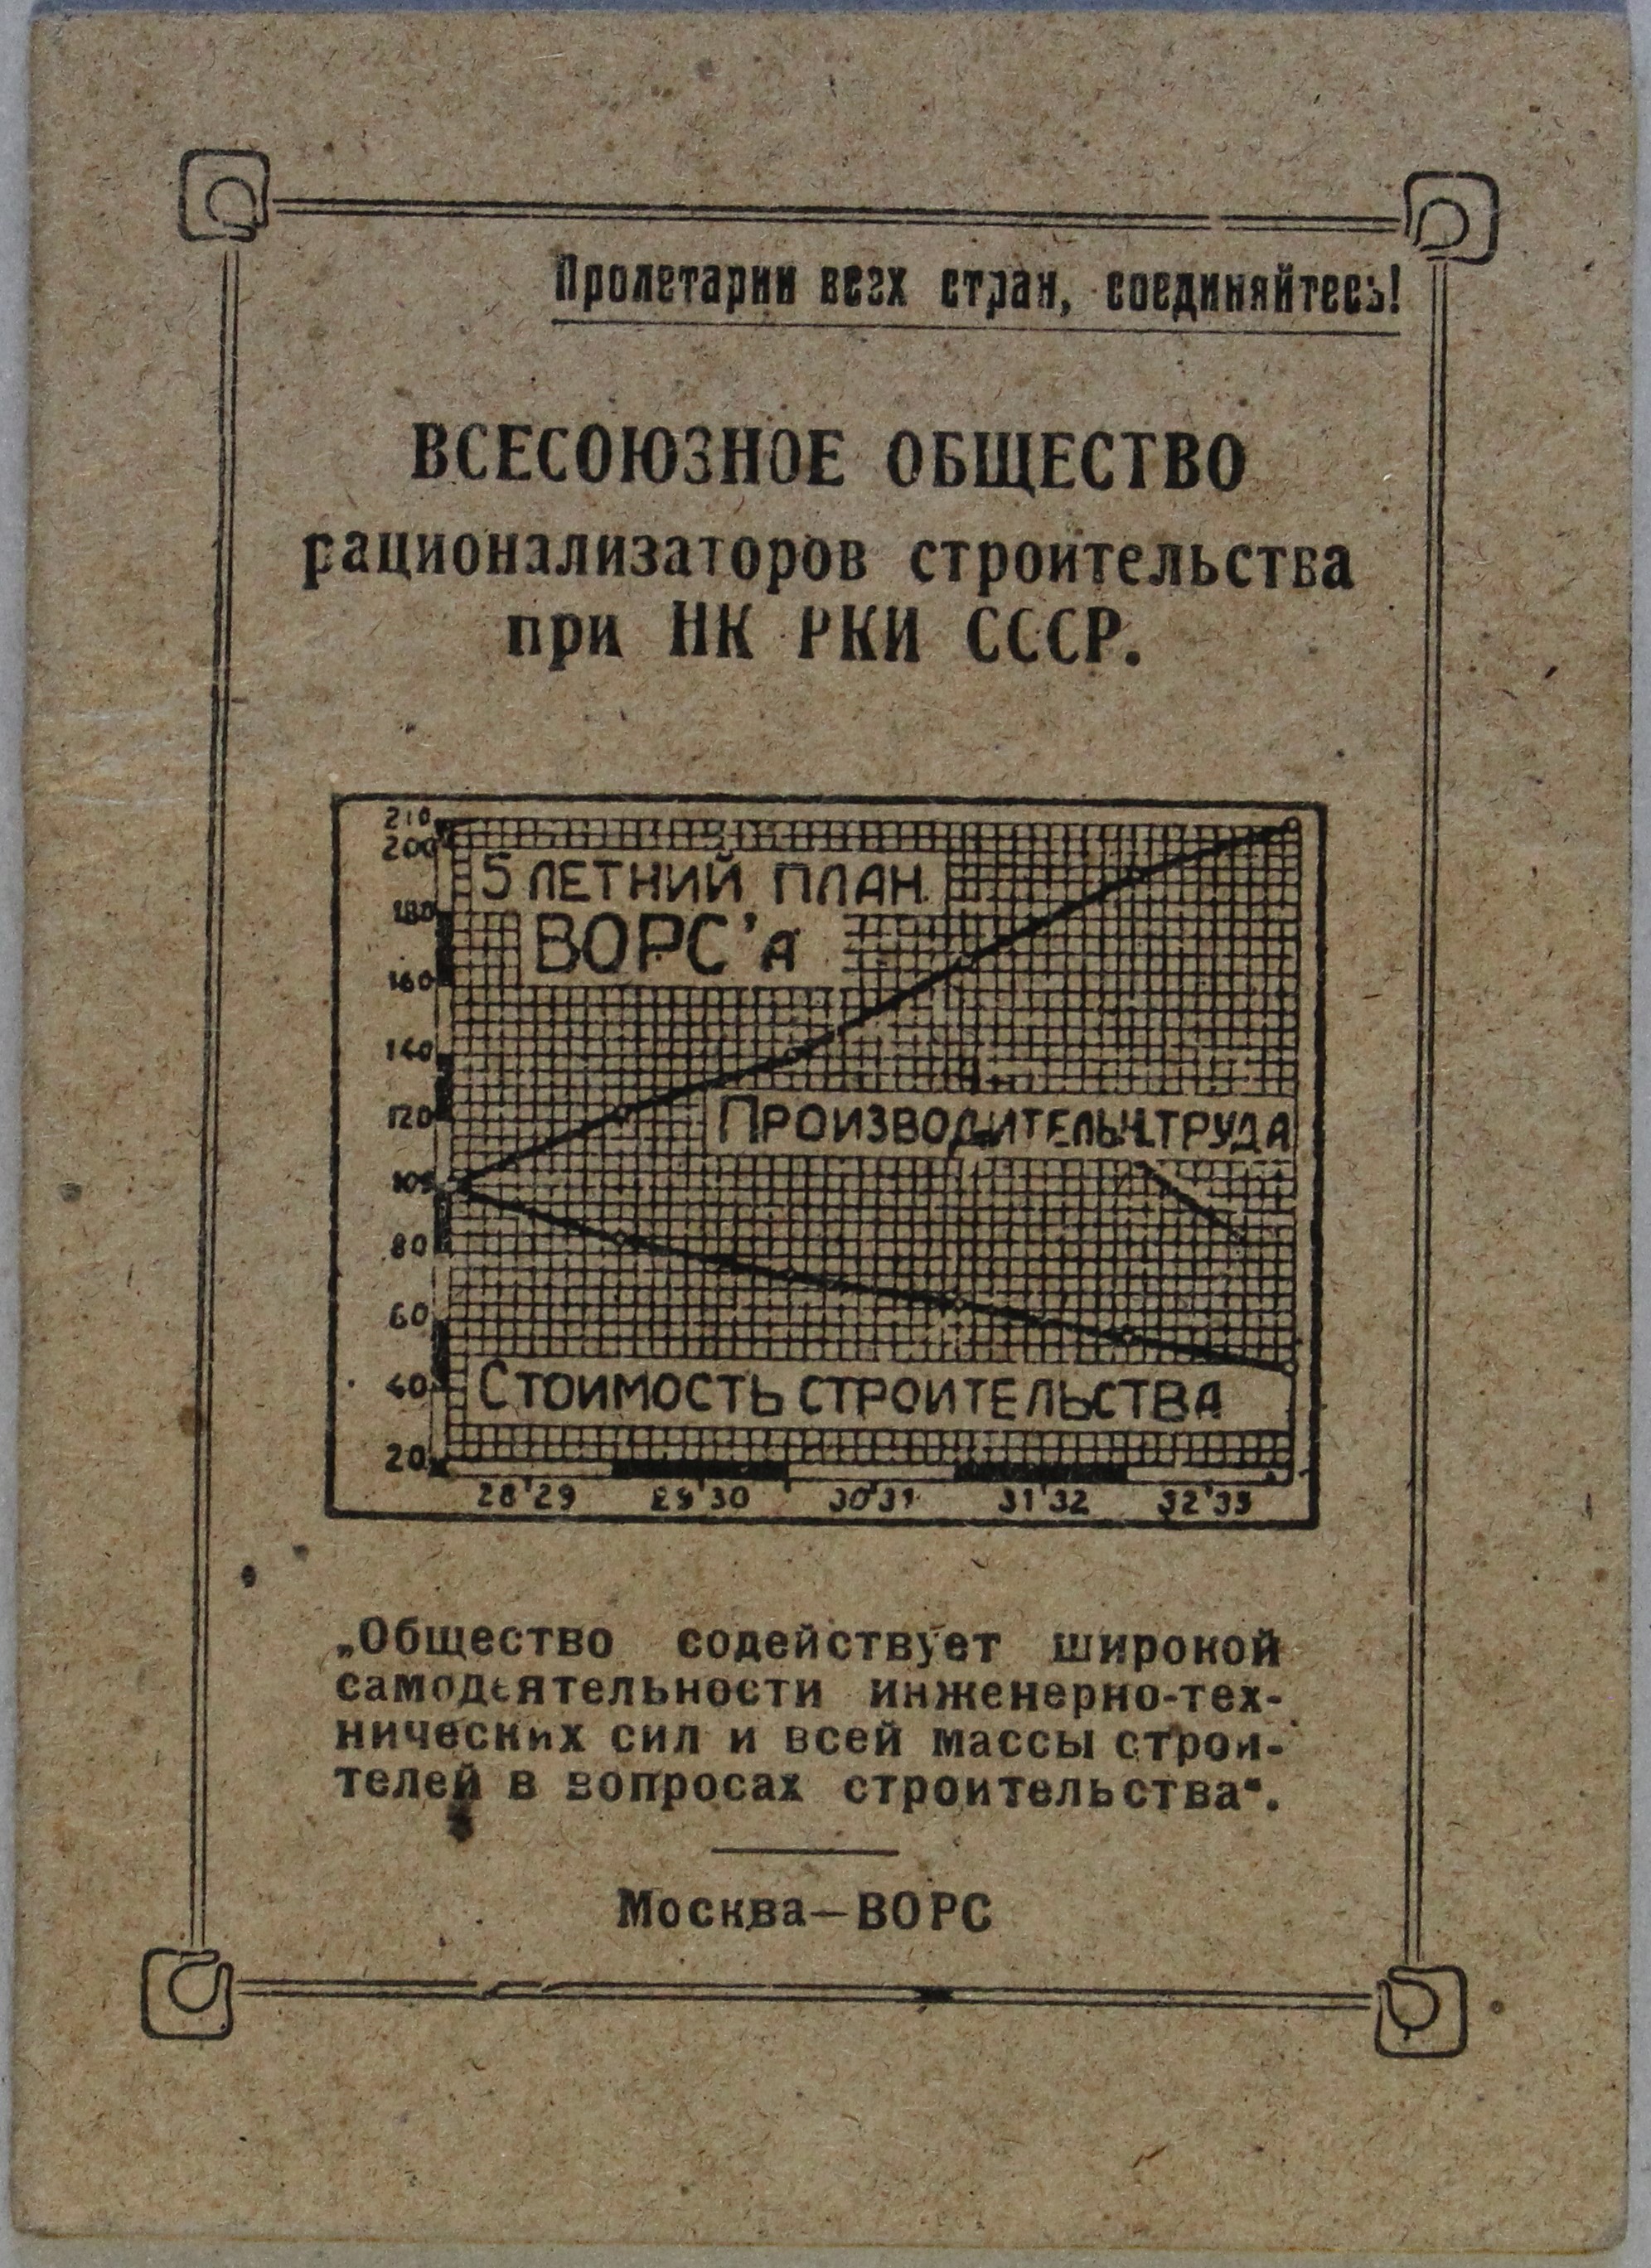 Пролетарии всех стран, соединяйтесь!
ВСЕСОЮЗНОЕ ОБЩЕСТВО
рационализаторов строительства
при НК РКИ СССР.
210
200
5 ЛЕТНИЙ ПЛАН
180
ВОРС'а
160
140
120
ПРОИЗВОДИТЕЛЬН.ТРУДА
100
80
60
40
СТОИМОСТЬ СТРОИТЕЛЬСТВА
20
28'29 29'30 30'31 31'32 32'33
„Общество содействует широкой
самодеятельности инженерно-тех-
нических сил и всей массы строи-
телей в вопросах строительства“.
Москва—ВОРС